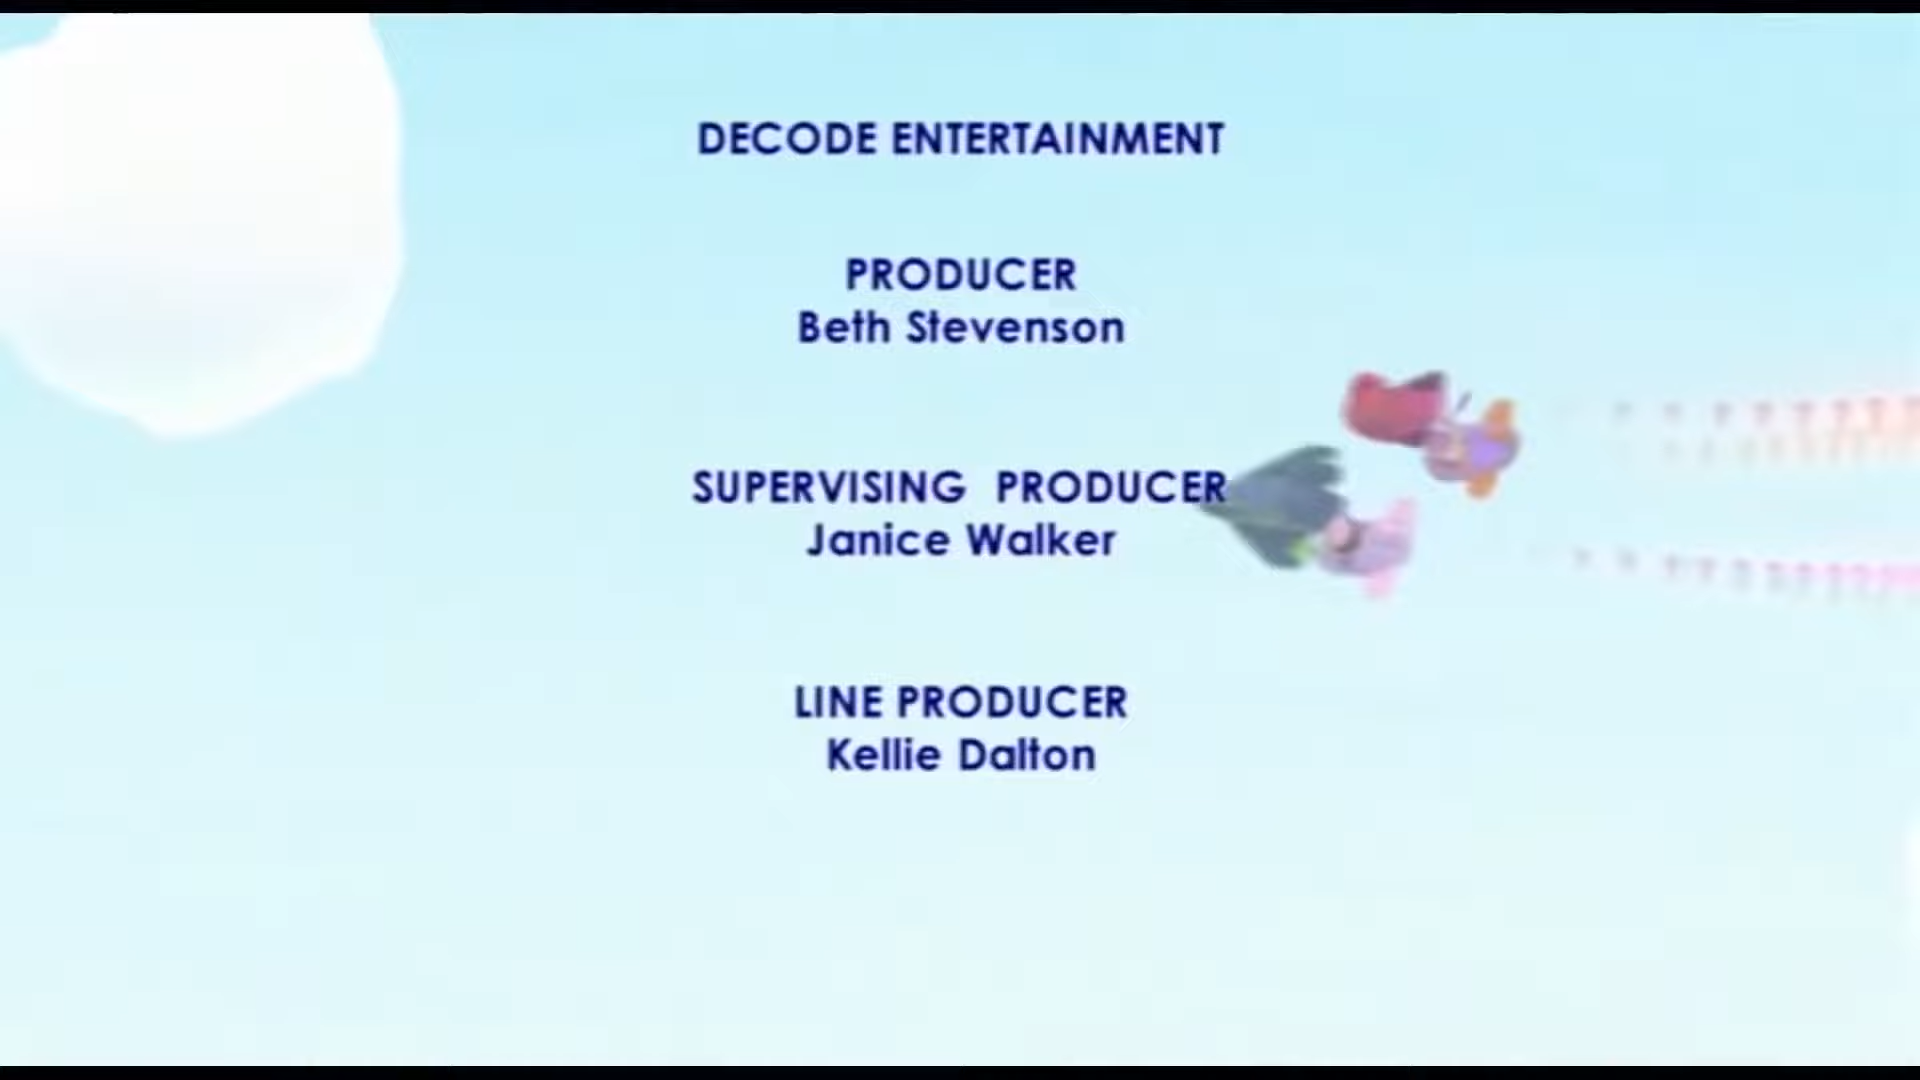 DECODE ENTERTAINMENT
PRODUCER
Beth Stevenson
SUPERVISING PRODUCER
Janice Walker
LINE PRODUCER
Kellie Dalton